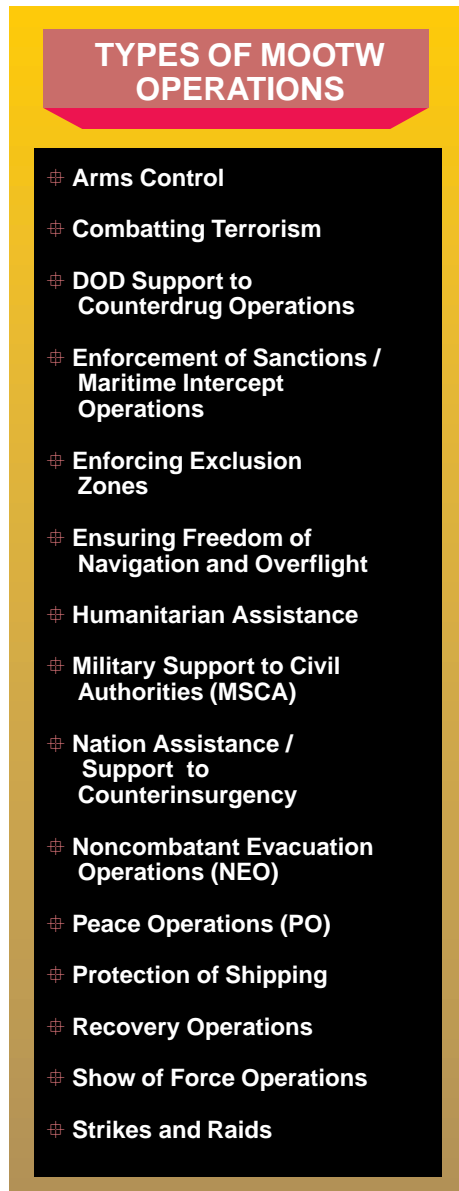 TYPES OF MOOTW
OPERATIONS
Arms Control
Combatting Terrorism
DOD Support to
Counterdrug Operations
Enforcement of Sanctions /
Maritime Intercept
Operations
Enforcing Exclusion
Zones
Ensuring Freedom of
Navigation and Overflight
Humanitarian Assistance
Military Support to Civil
Authorities (MSCA)
Nation Assistance /
Support to
Counterinsurgency
Noncombatant Evacuation
Operations (NEO)
Peace Operations (PO)
Protection of Shipping
Recovery Operations
Show of Force Operations
Strikes and Raids